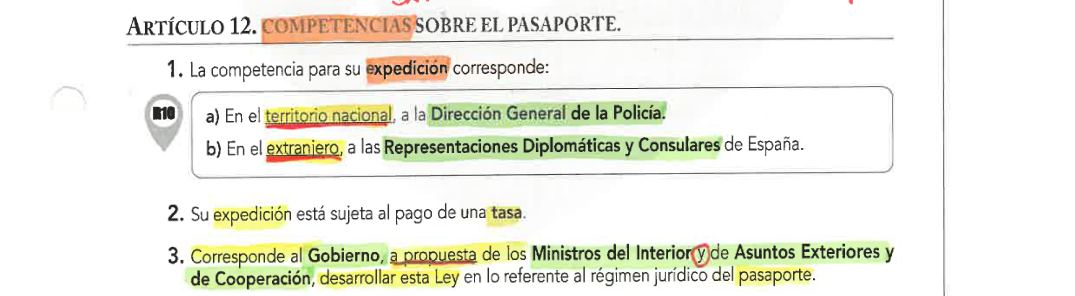 ARTÍCULO 12. COMPETENCIAS SOBRE EL PASAPORTE.
1. La competencia para su expedición corresponde:
R10
a) En el territorio nacional, a la Dirección General de la Policía.
b) En el extranjero, a las Representaciones Diplomáticas y Consulares de España.
2. Su expedición está sujeta al pago de una tasa.
3. Corresponde al Gobierno, a propuesta de los Ministros del Interior y de Asuntos Exteriores y
de Cooperación, desarrollar esta Ley en lo referente al régimen jurídico del pasaporte.